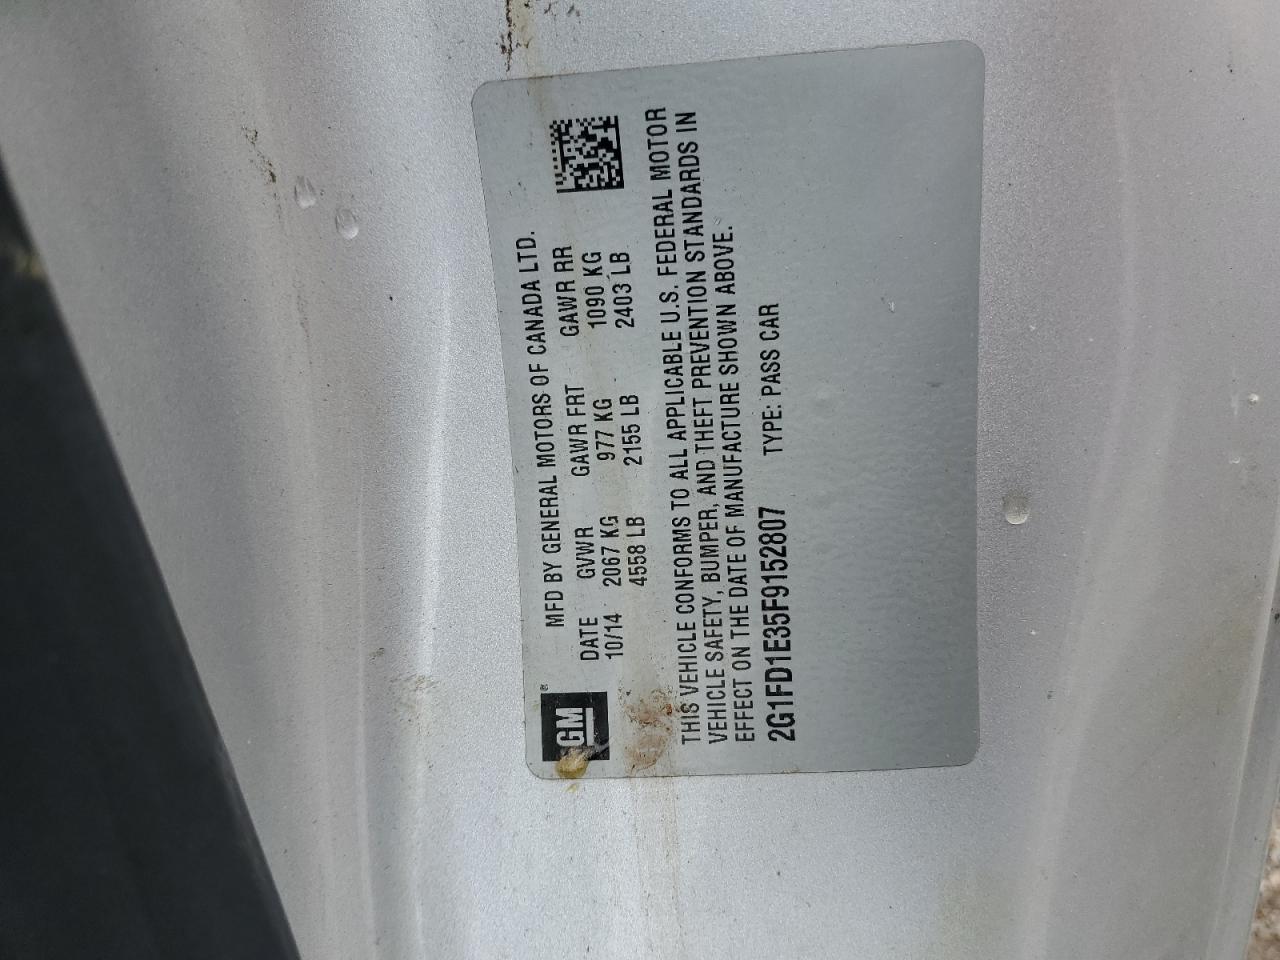 GM®
MFD BY GENERAL MOTORS OF CANADA LTD.
DATE GVWR GAWR FRT GAWR RR
10/14 2067 KG 977 KG 1090 KG
4558 LB 2155 LB 2403 LB
THIS VEHICLE CONFORMS TO ALL APPLICABLE U.S. FEDERAL MOTOR
VEHICLE SAFETY, BUMPER, AND THEFT PREVENTION STANDARDS IN
EFFECT ON THE DATE OF MANUFACTURE SHOWN ABOVE.
2G1FD1E35F9152807 TYPE: PASS CAR